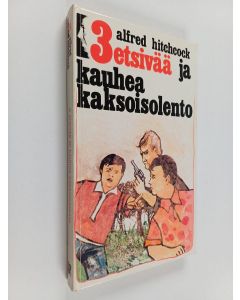 alfred hitchcock
3 etsivää ja
kauhea
kaksoisolento